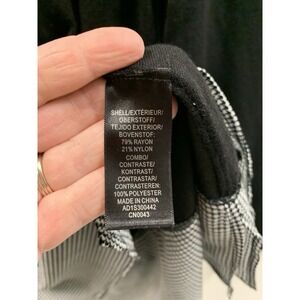 SHELL/EXTÉRIEUR/
OBERSTOFF/
TEJIDO EXTERIOR/
BOVENSTOF:
79% RAYON
21% NYLON
COMBO/
CONTRASTE/
KONTRAST/
CONTRASTAR/
CONTRASTEREN:
100% POLYESTER
MADE IN CHINA
AD1S300442
CN0043